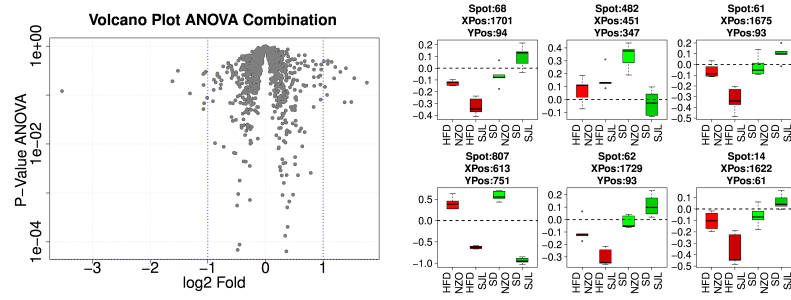 Volcano Plot ANOVA Combination
P-Value ANOVA
1e+00
1e-02
1e-04
-3
-2
-1
0
1
log2 Fold
Spot:68
XPos:1701
YPos:94
0.2
0.1
0.0
-0.1
-0.2
-0.3
-0.4
HFD NZO
HFD SJL
SD NZO
SD SJL
Spot:482
XPos:451
YPos:347
0.4
0.3
0.2
0.1
0.0
-0.1
HFD NZO
HFD SJL
SD NZO
SD SJL
Spot:61
XPos:1675
YPos:93
0.2
0.1
0.0
-0.1
-0.2
-0.3
-0.4
-0.5
HFD NZO
HFD SJL
SD NZO
SD SJL
Spot:807
XPos:613
YPos:751
0.5
0.0
-0.5
-1.0
HFD NZO
HFD SJL
SD NZO
SD SJL
Spot:62
XPos:1729
YPos:93
0.2
0.1
0.0
-0.1
-0.2
-0.3
HFD NZO
HFD SJL
SD NZO
SD SJL
Spot:14
XPos:1622
YPos:61
0.1
0.0
-0.1
-0.2
-0.3
-0.4
-0.5
HFD NZO
HFD SJL
SD NZO
SD SJL